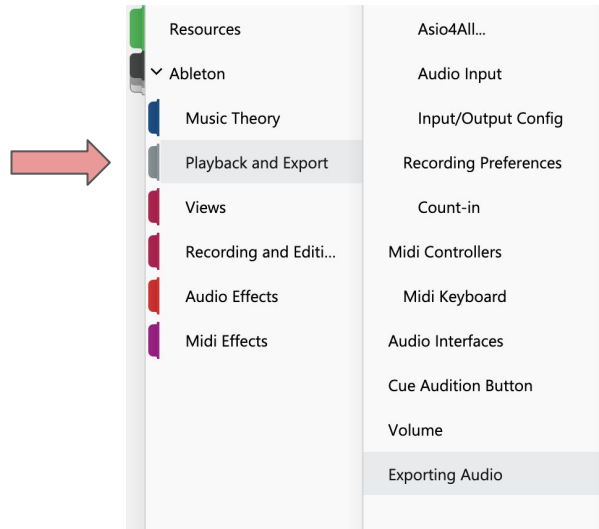 Resources
Ableton
Music Theory
Playback and Export
Views
Recording and Editi...
Audio Effects
Midi Effects
Asio4All...
Audio Input
Input/Output Config
Recording Preferences
Count-in
Midi Controllers
Midi Keyboard
Audio Interfaces
Cue Audition Button
Volume
Exporting Audio